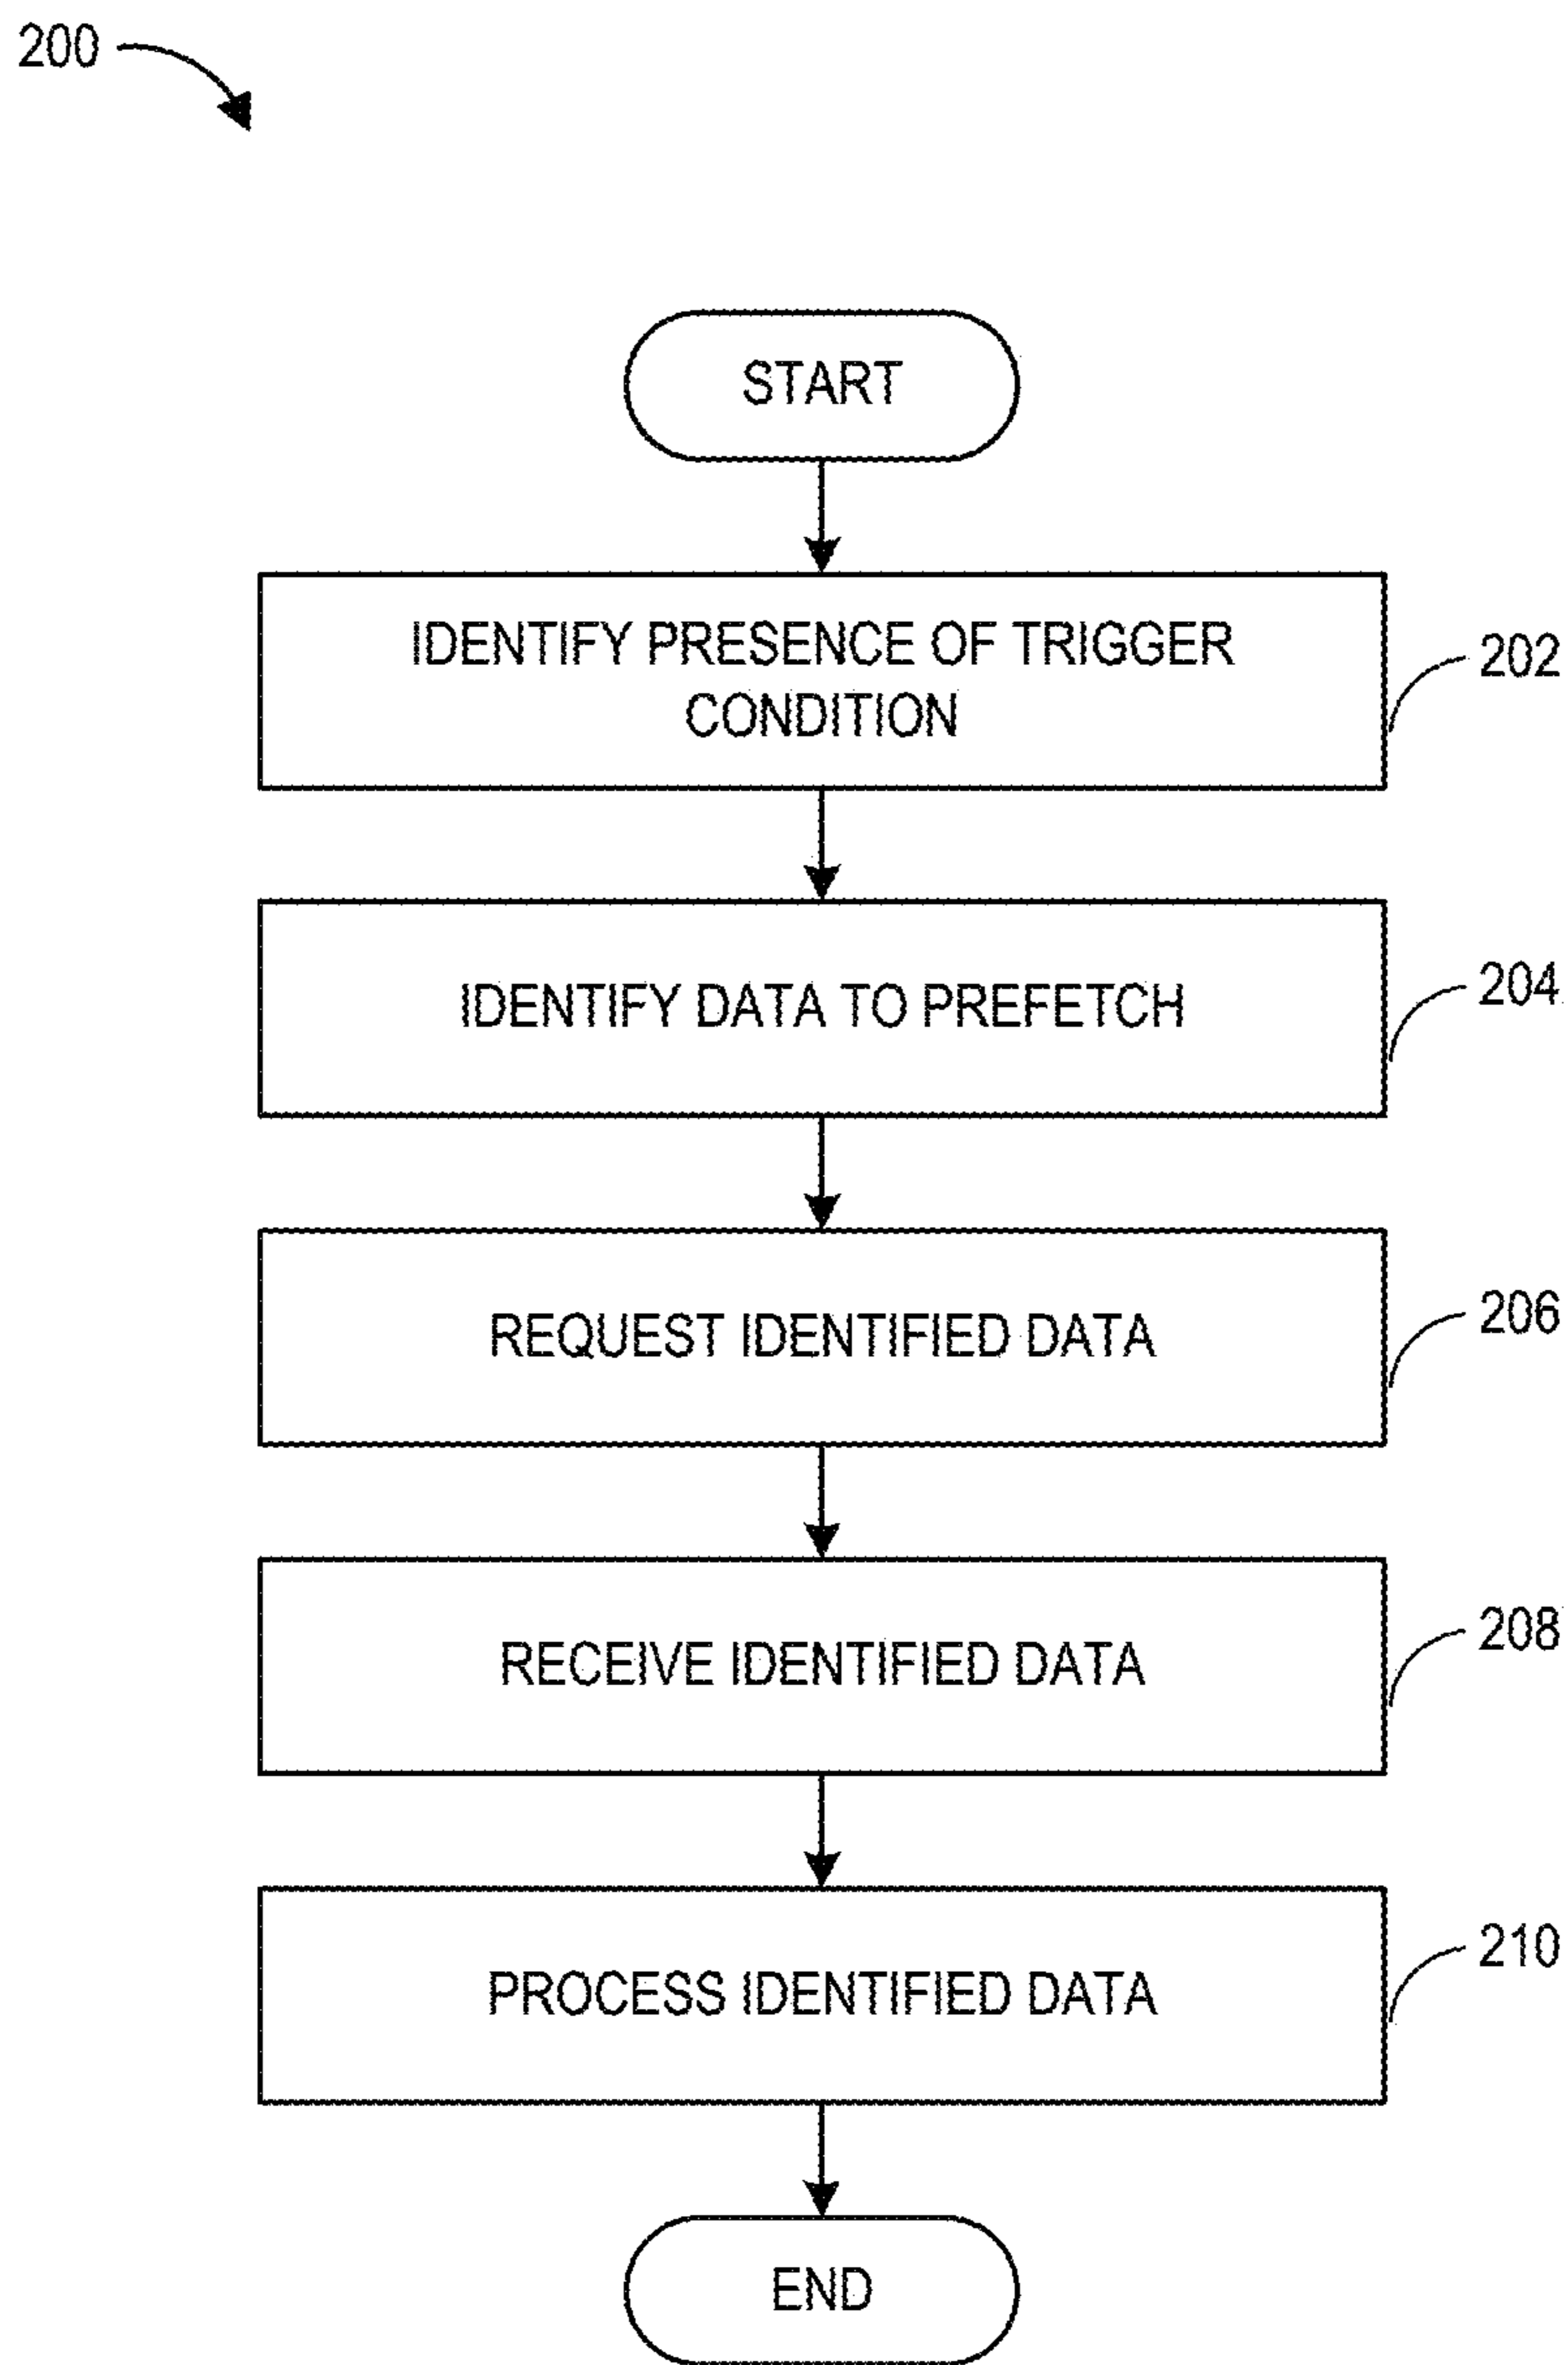 200
START
IDENTIFY PRESENCE OF TRIGGER
CONDITION
202
IDENTIFY DATA TO PREFETCH
204
REQUEST IDENTIFIED DATA
206
RECEIVE IDENTIFIED DATA
208
PROCESS IDENTIFIED DATA
210
END